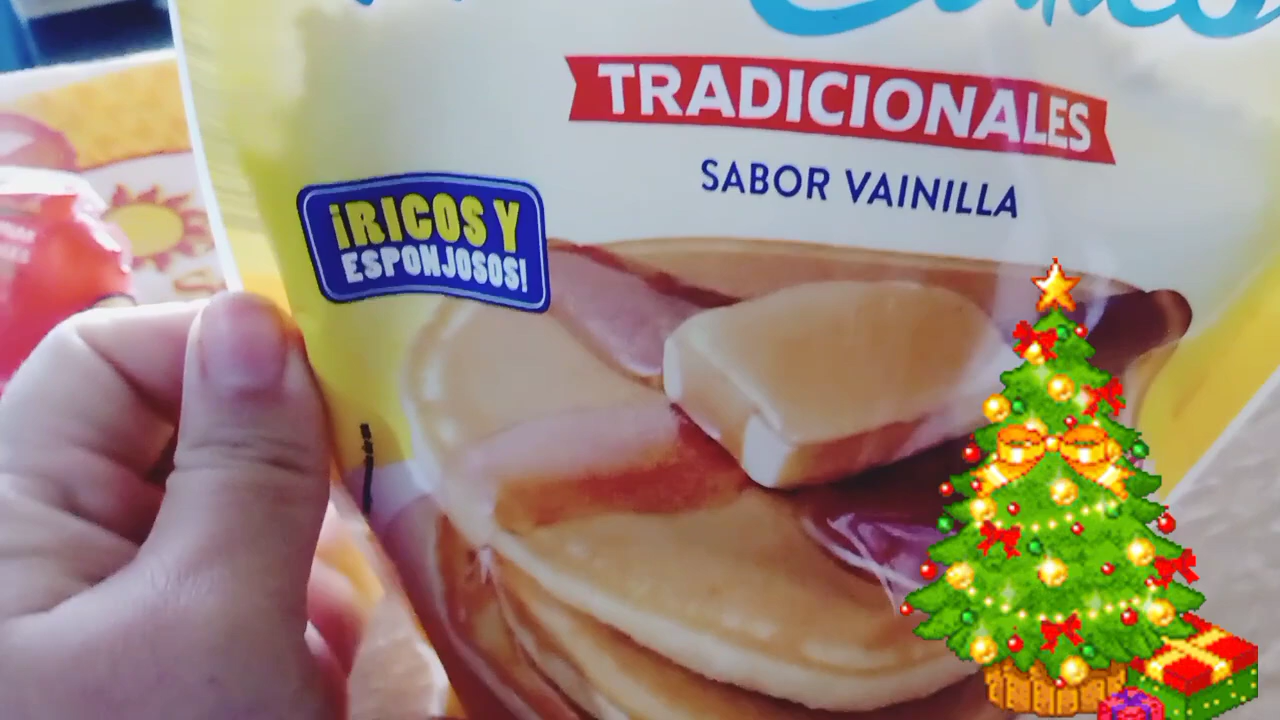 TRADICIONALES
SABOR VAINILLA
¡RICOS Y
ESPONJOSOS!